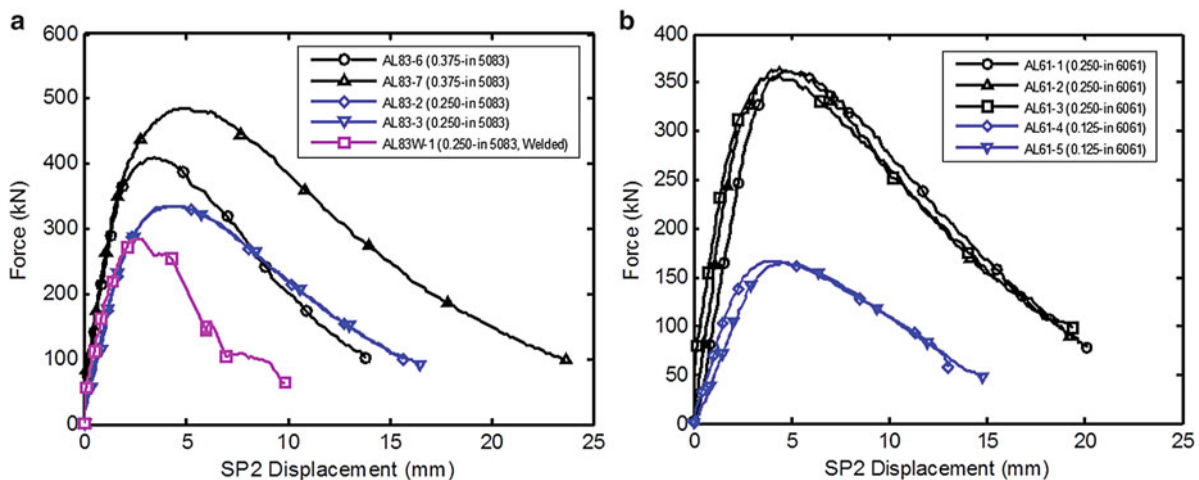 a
600
500
400
300
200
100
0
Force (kN)
0 5 10 15 20 25
SP2 Displacement (mm)
AL83-6 (0.375-in 5083)
AL83-7 (0.375-in 5083)
AL83-2 (0.250-in 5083)
AL83-3 (0.250-in 5083)
AL83W-1 (0.250-in 5083, Welded)
b
400
350
300
250
200
150
100
50
0
Force (kN)
0 5 10 15 20 25
SP2 Displacement (mm)
AL61-1 (0.250-in 6061)
AL61-2 (0.250-in 6061)
AL61-3 (0.250-in 6061)
AL61-4 (0.125-in 6061)
AL61-5 (0.125-in 6061)